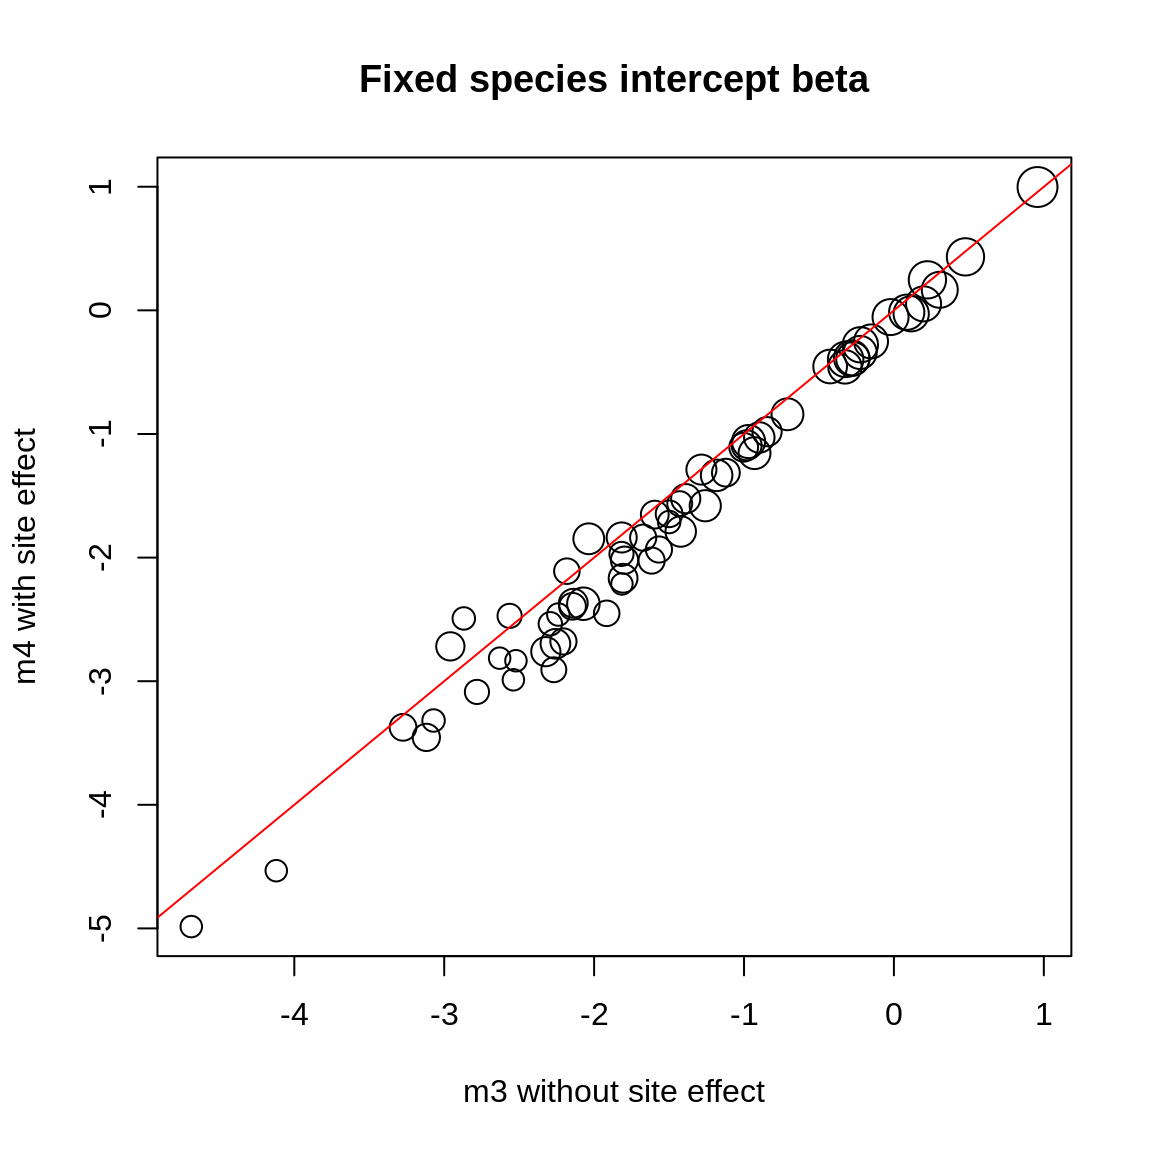 Fixed species intercept beta
1
0
-1
-2
-3
-4
-5
m4 with site effect
-4 -3 -2 -1 0 1
m3 without site effect